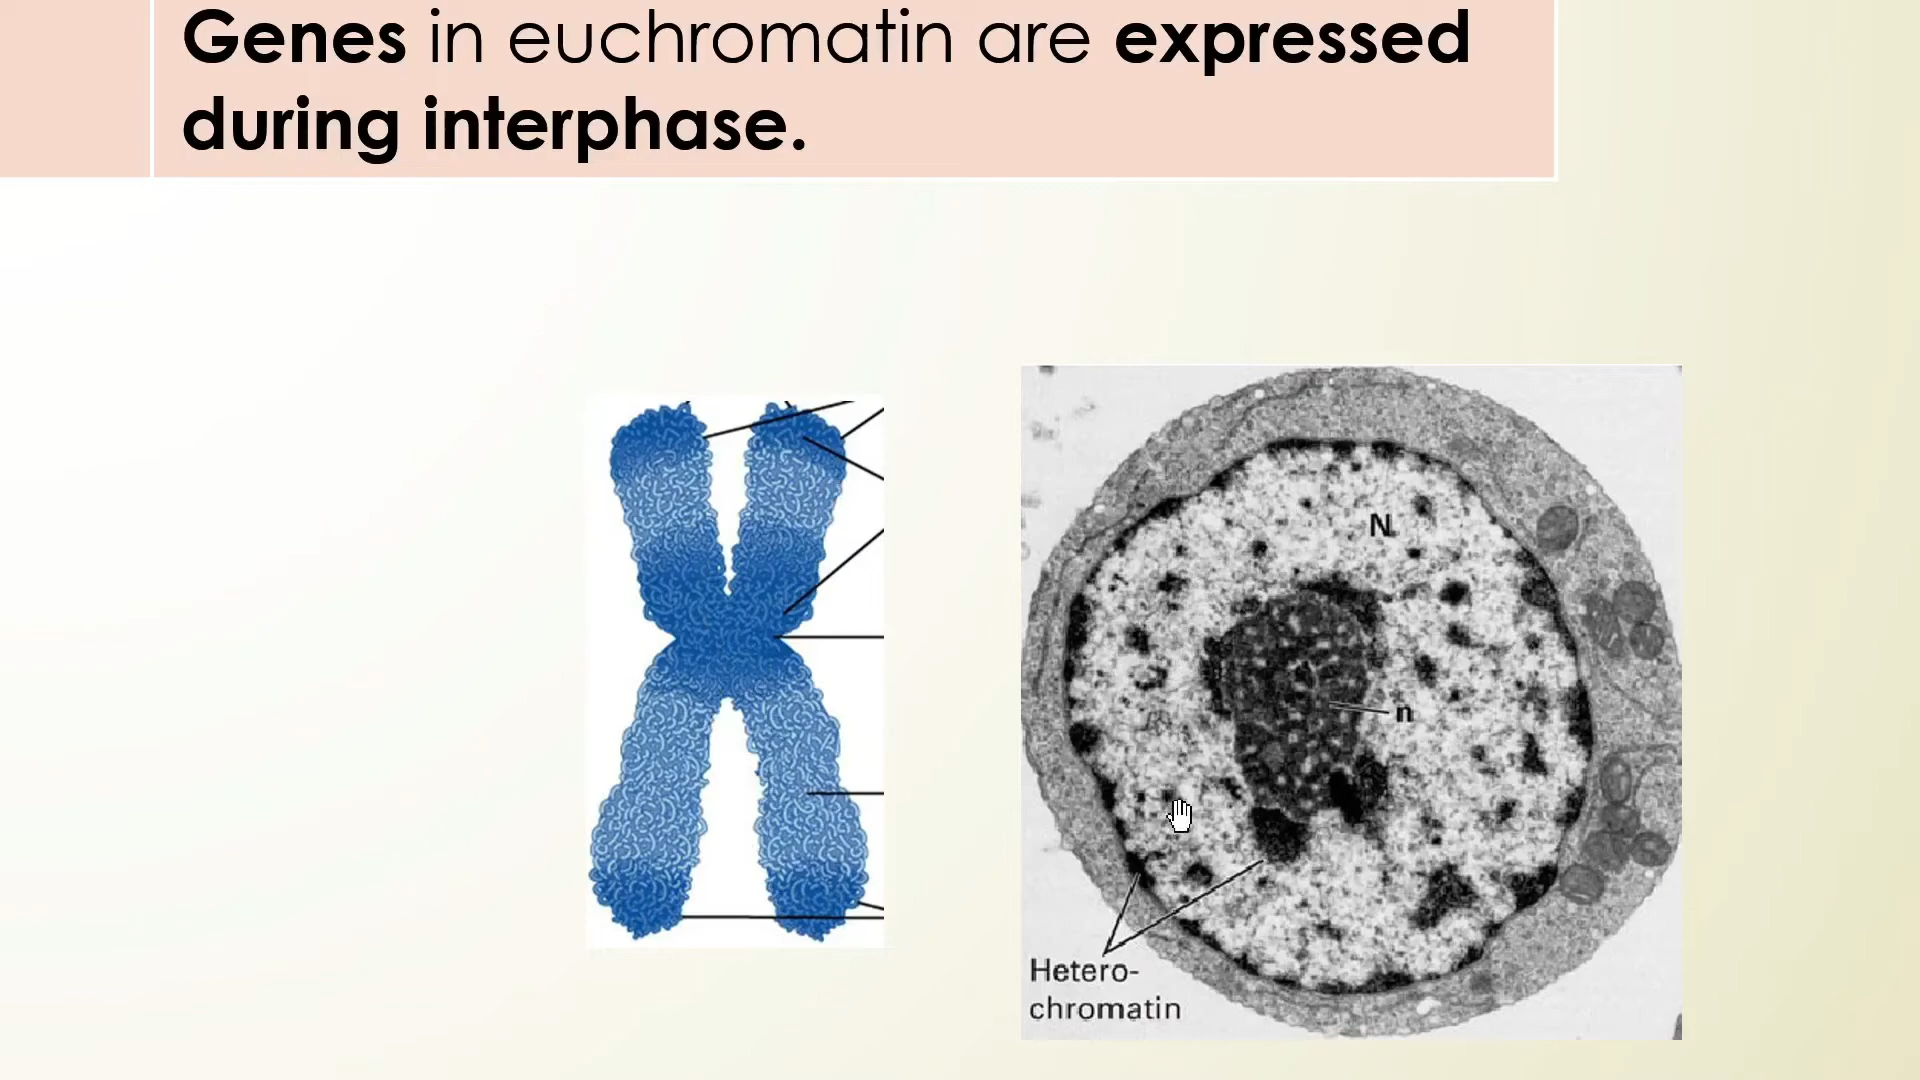 Genes in euchromatin are expressed
during interphase.
N
n
Hetero-
chromatin